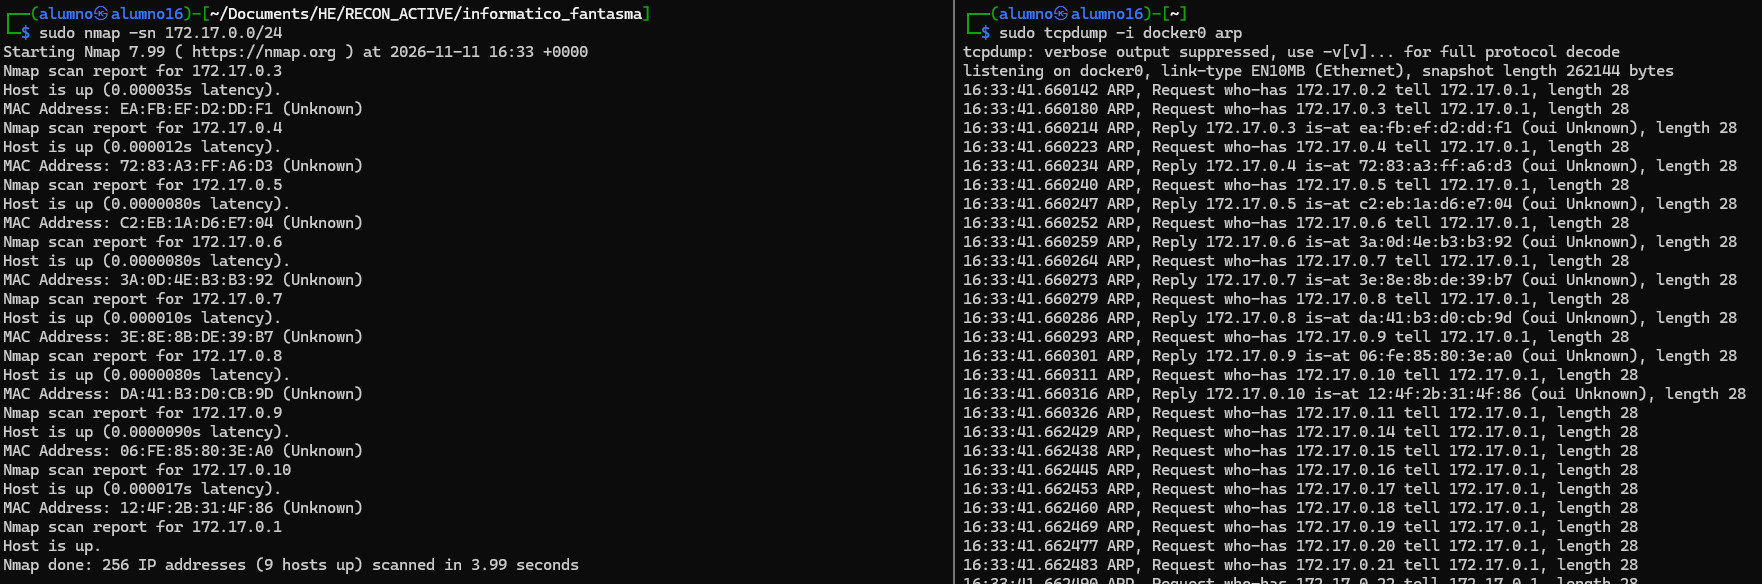 ┌──(alumno㉿alumno16)-[~/Documents/HE/RECON_ACTIVE/informatico_fantasma]
└─$ sudo nmap -sn 172.17.0.0/24
Starting Nmap 7.99 ( https://nmap.org ) at 2026-11-11 16:33 +0000
Nmap scan report for 172.17.0.3
Host is up (0.000035s latency).
MAC Address: EA:FB:EF:D2:DD:F1 (Unknown)
Nmap scan report for 172.17.0.4
Host is up (0.000012s latency).
MAC Address: 72:83:A3:FF:A6:D3 (Unknown)
Nmap scan report for 172.17.0.5
Host is up (0.0000080s latency).
MAC Address: C2:EB:1A:D6:E7:04 (Unknown)
Nmap scan report for 172.17.0.6
Host is up (0.0000080s latency).
MAC Address: 3A:0D:4E:B3:B3:92 (Unknown)
Nmap scan report for 172.17.0.7
Host is up (0.000010s latency).
MAC Address: 3E:8E:8B:DE:39:B7 (Unknown)
Nmap scan report for 172.17.0.8
Host is up (0.0000080s latency).
MAC Address: DA:41:B3:D0:CB:9D (Unknown)
Nmap scan report for 172.17.0.9
Host is up (0.0000090s latency).
MAC Address: 06:FE:85:80:3E:A0 (Unknown)
Nmap scan report for 172.17.0.10
Host is up (0.000017s latency).
MAC Address: 12:4F:2B:31:4F:86 (Unknown)
Nmap scan report for 172.17.0.1
Host is up.
Nmap done: 256 IP addresses (9 hosts up) scanned in 3.99 seconds
┌──(alumno㉿alumno16)-[~]
└─$ sudo tcpdump -i docker0 arp
tcpdump: verbose output suppressed, use -v[v]... for full protocol decode
listening on docker0, link-type EN10MB (Ethernet), snapshot length 262144 bytes
16:33:41.660142 ARP, Request who-has 172.17.0.2 tell 172.17.0.1, length 28
16:33:41.660180 ARP, Request who-has 172.17.0.3 tell 172.17.0.1, length 28
16:33:41.660214 ARP, Reply 172.17.0.3 is-at ea:fb:ef:d2:dd:f1 (oui Unknown), length 28
16:33:41.660223 ARP, Request who-has 172.17.0.4 tell 172.17.0.1, length 28
16:33:41.660234 ARP, Reply 172.17.0.4 is-at 72:83:a3:ff:a6:d3 (oui Unknown), length 28
16:33:41.660240 ARP, Request who-has 172.17.0.5 tell 172.17.0.1, length 28
16:33:41.660247 ARP, Reply 172.17.0.5 is-at c2:eb:1a:d6:e7:04 (oui Unknown), length 28
16:33:41.660252 ARP, Request who-has 172.17.0.6 tell 172.17.0.1, length 28
16:33:41.660259 ARP, Reply 172.17.0.6 is-at 3a:0d:4e:b3:b3:92 (oui Unknown), length 28
16:33:41.660264 ARP, Request who-has 172.17.0.7 tell 172.17.0.1, length 28
16:33:41.660273 ARP, Reply 172.17.0.7 is-at 3e:8e:8b:de:39:b7 (oui Unknown), length 28
16:33:41.660279 ARP, Request who-has 172.17.0.8 tell 172.17.0.1, length 28
16:33:41.660286 ARP, Reply 172.17.0.8 is-at da:41:b3:d0:cb:9d (oui Unknown), length 28
16:33:41.660293 ARP, Request who-has 172.17.0.9 tell 172.17.0.1, length 28
16:33:41.660301 ARP, Reply 172.17.0.9 is-at 06:fe:85:80:3e:a0 (oui Unknown), length 28
16:33:41.660311 ARP, Request who-has 172.17.0.10 tell 172.17.0.1, length 28
16:33:41.660316 ARP, Reply 172.17.0.10 is-at 12:4f:2b:31:4f:86 (oui Unknown), length 28
16:33:41.660326 ARP, Request who-has 172.17.0.11 tell 172.17.0.1, length 28
16:33:41.662429 ARP, Request who-has 172.17.0.14 tell 172.17.0.1, length 28
16:33:41.662438 ARP, Request who-has 172.17.0.15 tell 172.17.0.1, length 28
16:33:41.662445 ARP, Request who-has 172.17.0.16 tell 172.17.0.1, length 28
16:33:41.662453 ARP, Request who-has 172.17.0.17 tell 172.17.0.1, length 28
16:33:41.662460 ARP, Request who-has 172.17.0.18 tell 172.17.0.1, length 28
16:33:41.662469 ARP, Request who-has 172.17.0.19 tell 172.17.0.1, length 28
16:33:41.662477 ARP, Request who-has 172.17.0.20 tell 172.17.0.1, length 28
16:33:41.662483 ARP, Request who-has 172.17.0.21 tell 172.17.0.1, length 28
16:33:41.662490 ARP, Request who-has 172.17.0.22 tell 172.17.0.1, length 28